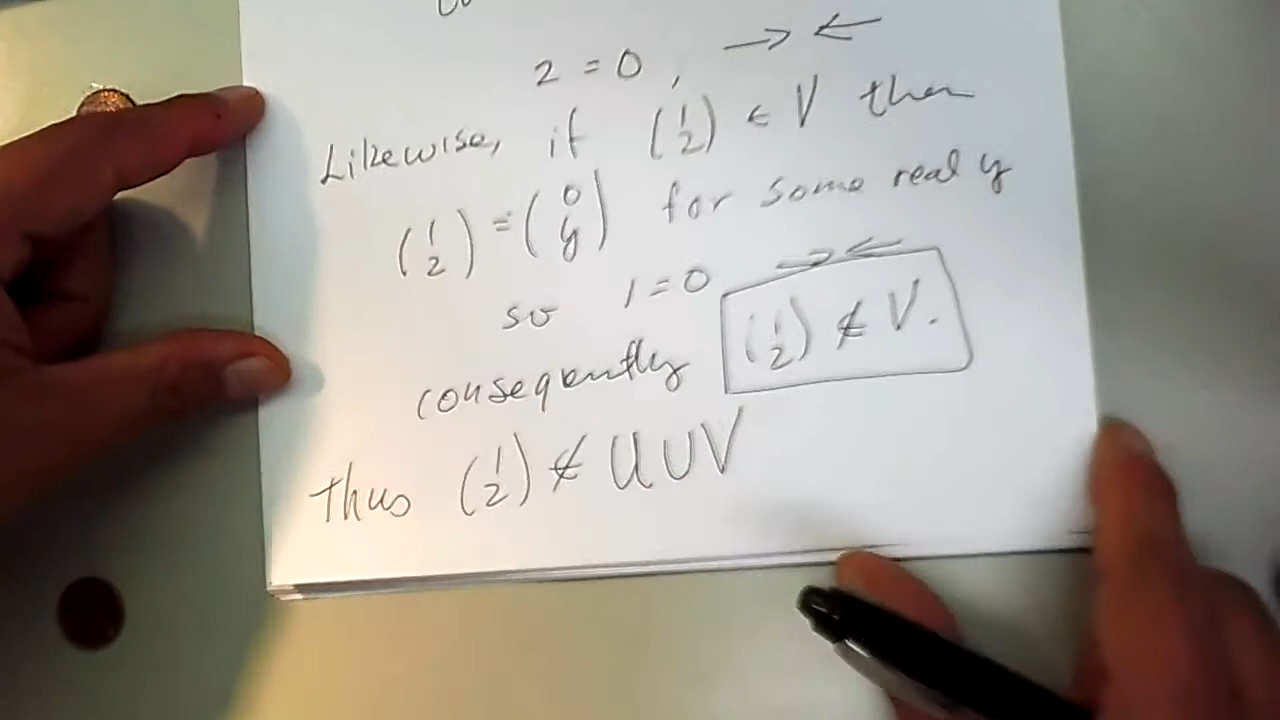 2 = 0, →←
Likewise, if (1 2) ∈ V then
(1 2) = (0 y) for some real y
so 1 = 0 →←
conseqently (1 2) ∉ V.
thus (1 2) ∉ U∪V